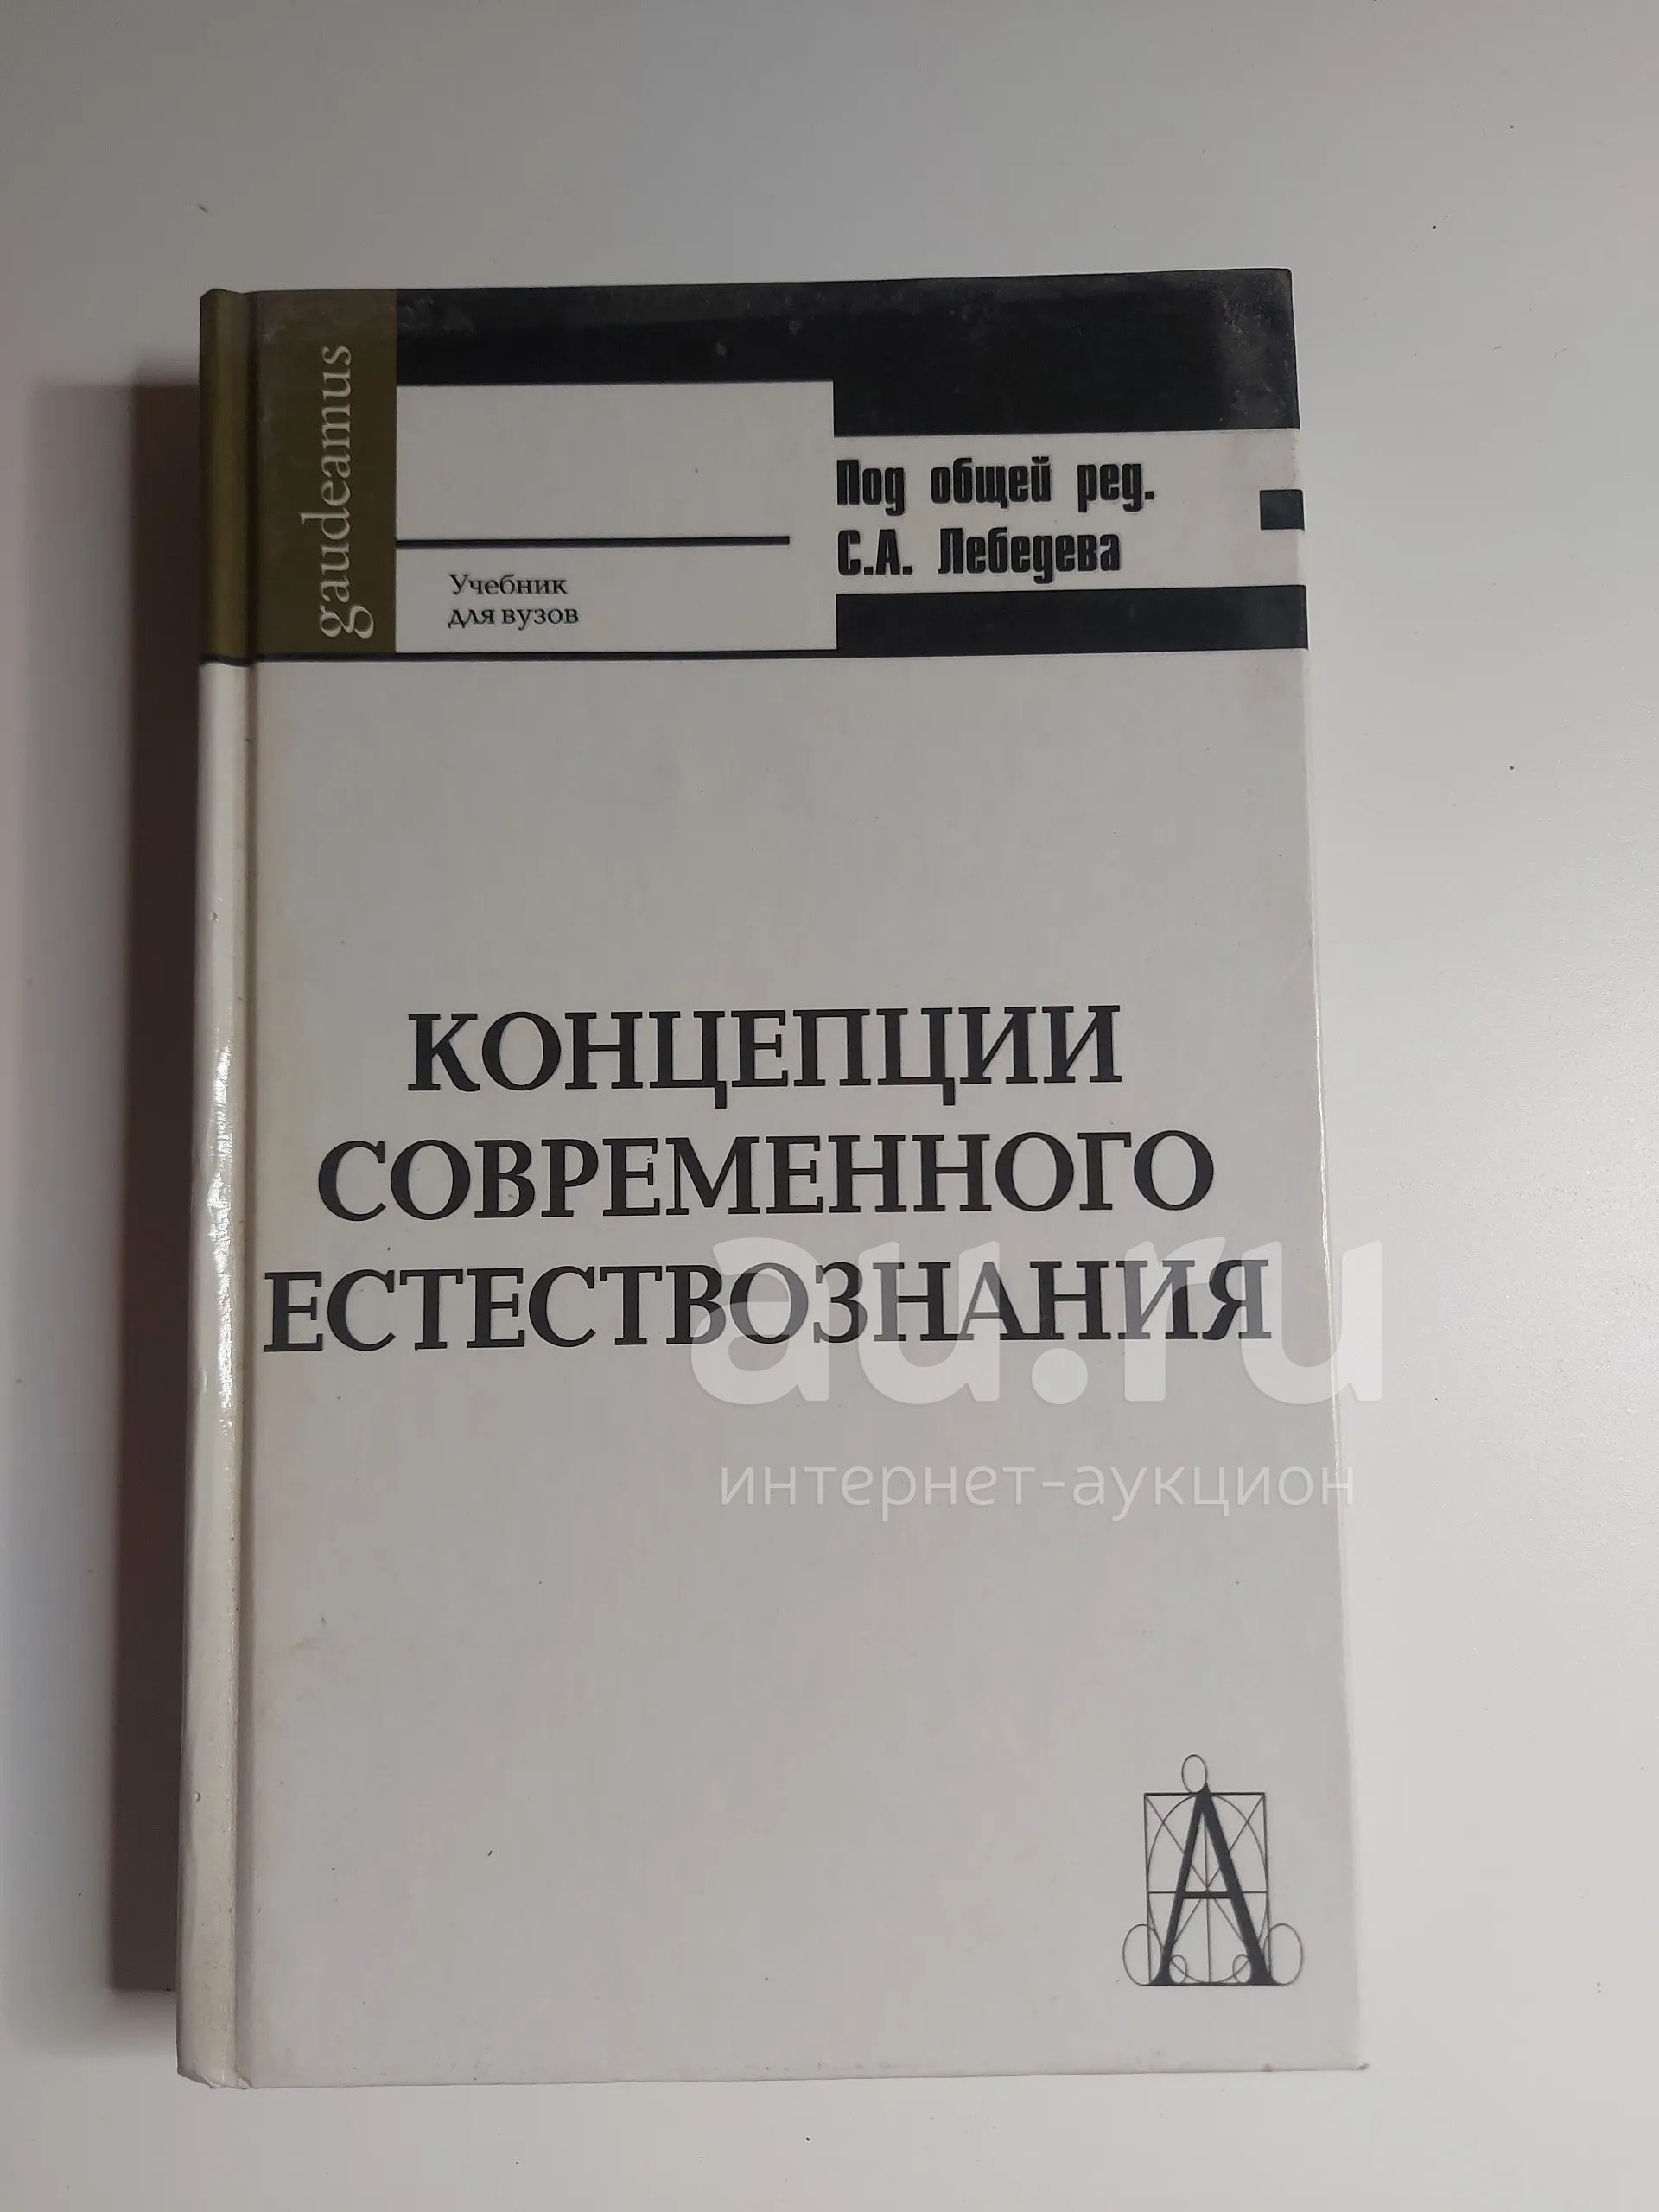 gaudeamus
Под общей ред.
С.А. Лебедева
Учебник
для вузов
КОНЦЕПЦИИ
СОВРЕМЕННОГО
ЕСТЕСТВОЗНАНИЯ
au.ru
интернет-аукцион
А